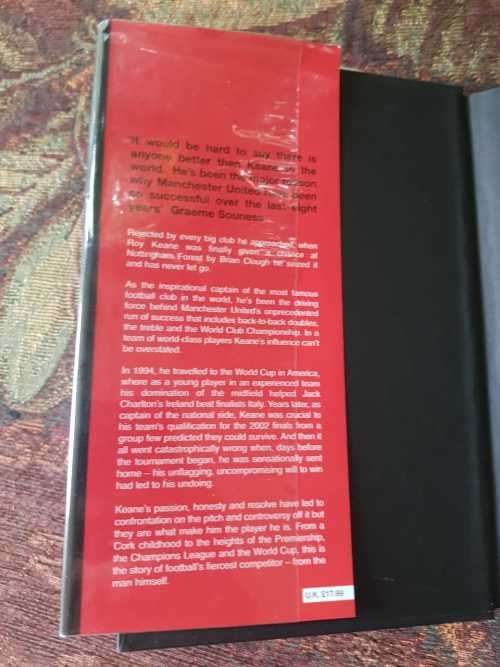 'It would be hard to say there is
anyone better than Keane in the
world. He's been the major reason
why Manchester United have been
so successful over the last eight
years' Graeme Souness
Rejected by every big club he approached, when
Roy Keane was finally given a chance at
Nottingham Forest by Brian Clough he seized it
and has never let go.
As the inspirational captain of the most famous
football club in the world, he's been the driving
force behind Manchester United's unprecedented
run of success that includes back-to-back doubles,
the treble and the World Club Championship. In a
team of world-class players Keane's influence can't
be overstated.
In 1994, he travelled to the World Cup in America,
where as a young player in an experienced team
his domination of the midfield helped Jack
Charlton's Ireland beat finalists Italy. Years later, as
captain of the national side, Keane was crucial to
his team's qualification for the 2002 finals from a
group few predicted they could survive. And then it
all went catastrophically wrong when, days before
the tournament began, he was sensationally sent
home – his unflagging, uncompromising will to win
had led to his undoing.
Keane's passion, honesty and resolve have led to
confrontation on the pitch and controversy off it but
they are what make him the player he is. From a
Cork childhood to the heights of the Premiership,
the Champions League and the World Cup, this is
the story of football's fiercest competitor – from the
man himself.
U.K. £17.99